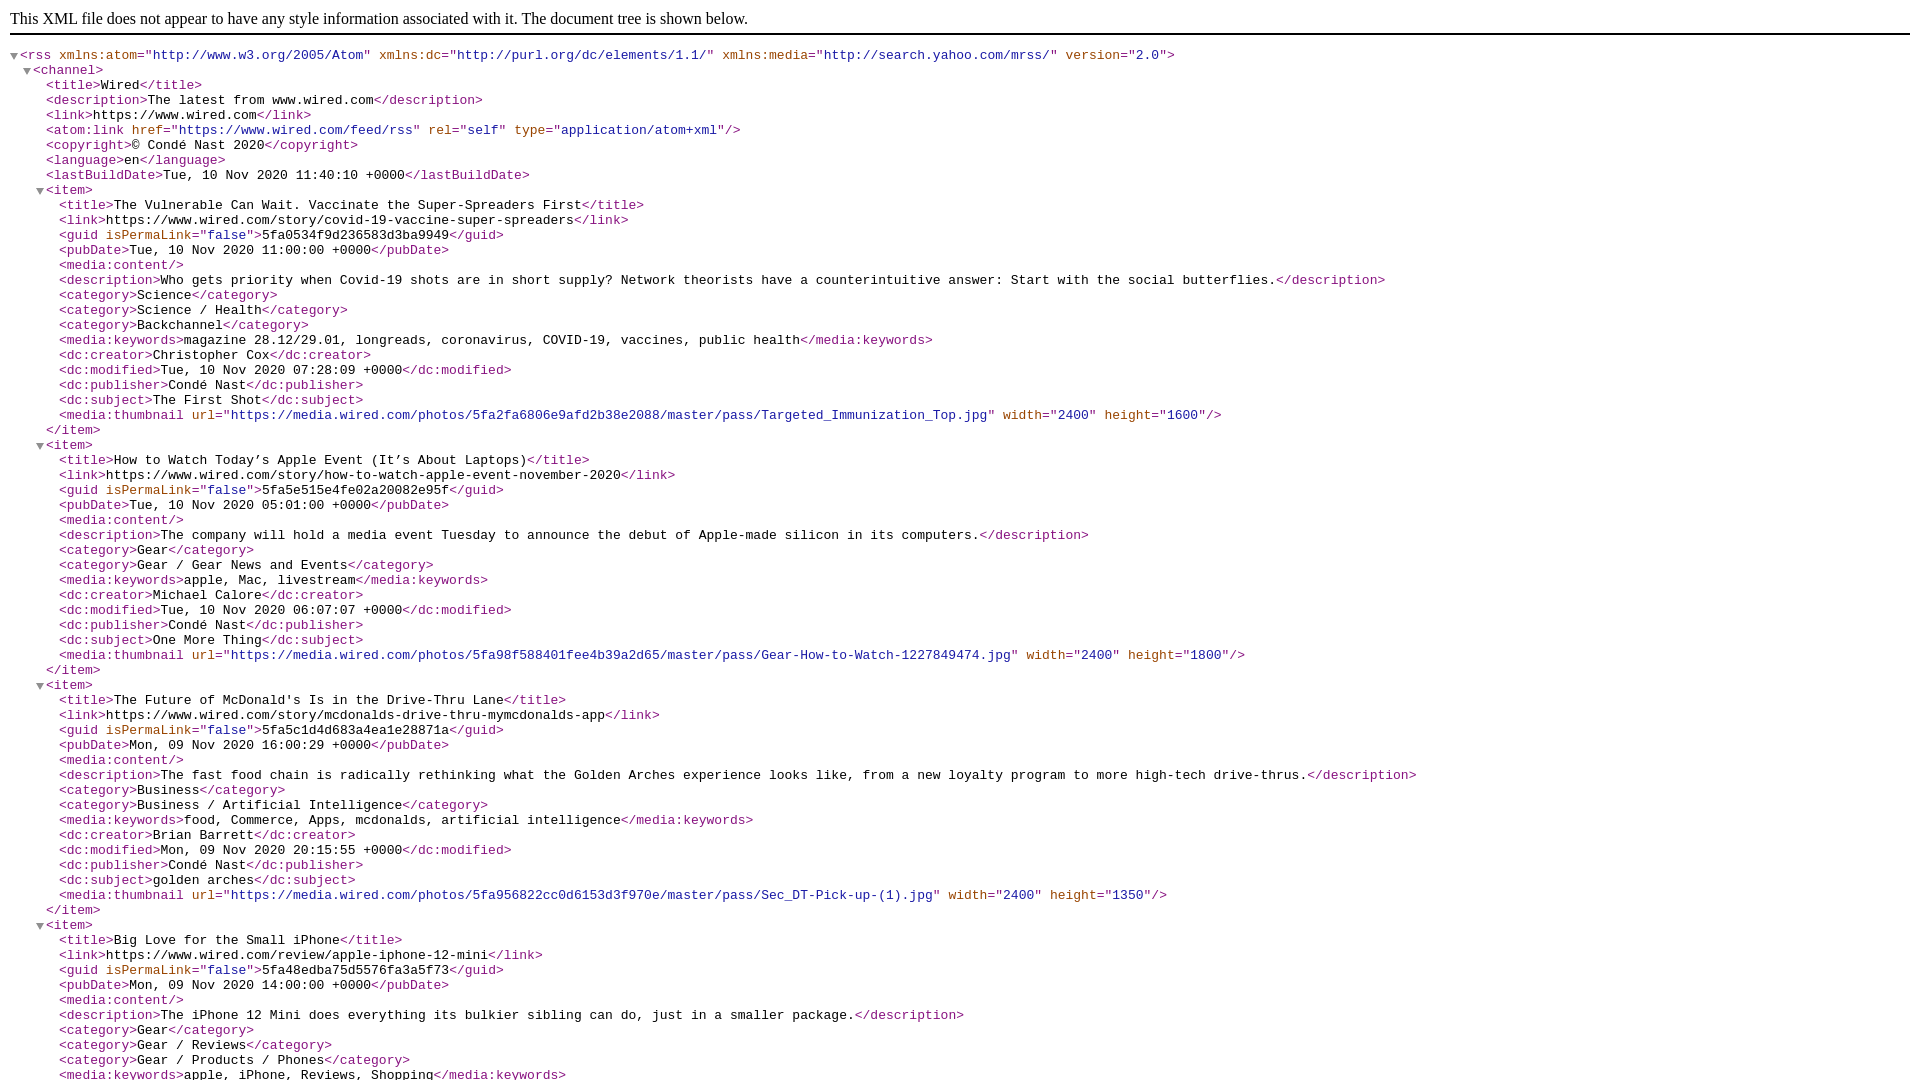 This XML file does not appear to have any style information associated with it. The document tree is shown below.
<rss xmlns:atom="http://www.w3.org/2005/Atom" xmlns:dc="http://purl.org/dc/elements/1.1/" xmlns:media="http://search.yahoo.com/mrss/" version="2.0">
<channel>
<title>Wired</title>
<description>The latest from www.wired.com</description>
<link>https://www.wired.com</link>
<atom:link href="https://www.wired.com/feed/rss" rel="self" type="application/atom+xml"/>
<copyright>© Condé Nast 2020</copyright>
<language>en</language>
<lastBuildDate>Tue, 10 Nov 2020 11:40:10 +0000</lastBuildDate>
<item>
<title>The Vulnerable Can Wait. Vaccinate the Super-Spreaders First</title>
<link>https://www.wired.com/story/covid-19-vaccine-super-spreaders</link>
<guid isPermaLink="false">5fa0534f9d236583d3ba9949</guid>
<pubDate>Tue, 10 Nov 2020 11:00:00 +0000</pubDate>
<media:content/>
<description>Who gets priority when Covid-19 shots are in short supply? Network theorists have a counterintuitive answer: Start with the social butterflies.</description>
<category>Science</category>
<category>Science / Health</category>
<category>Backchannel</category>
<media:keywords>magazine 28.12/29.01, longreads, coronavirus, COVID-19, vaccines, public health</media:keywords>
<dc:creator>Christopher Cox</dc:creator>
<dc:modified>Tue, 10 Nov 2020 07:28:09 +0000</dc:modified>
<dc:publisher>Condé Nast</dc:publisher>
<dc:subject>The First Shot</dc:subject>
<media:thumbnail url="https://media.wired.com/photos/5fa2fa6806e9afd2b38e2088/master/pass/Targeted_Immunization_Top.jpg" width="2400" height="1600"/>
</item>
<item>
<title>How to Watch Today’s Apple Event (It’s About Laptops)</title>
<link>https://www.wired.com/story/how-to-watch-apple-event-november-2020</link>
<guid isPermaLink="false">5fa5e515e4fe02a20082e95f</guid>
<pubDate>Tue, 10 Nov 2020 05:01:00 +0000</pubDate>
<media:content/>
<description>The company will hold a media event Tuesday to announce the debut of Apple-made silicon in its computers.</description>
<category>Gear</category>
<category>Gear / Gear News and Events</category>
<media:keywords>apple, Mac, livestream</media:keywords>
<dc:creator>Michael Calore</dc:creator>
<dc:modified>Tue, 10 Nov 2020 06:07:07 +0000</dc:modified>
<dc:publisher>Condé Nast</dc:publisher>
<dc:subject>One More Thing</dc:subject>
<media:thumbnail url="https://media.wired.com/photos/5fa98f588401fee4b39a2d65/master/pass/Gear-How-to-Watch-1227849474.jpg" width="2400" height="1800"/>
</item>
<item>
<title>The Future of McDonald's Is in the Drive-Thru Lane</title>
<link>https://www.wired.com/story/mcdonalds-drive-thru-mymcdonalds-app</link>
<guid isPermaLink="false">5fa5c1d4d683a4ea1e28871a</guid>
<pubDate>Mon, 09 Nov 2020 16:00:29 +0000</pubDate>
<media:content/>
<description>The fast food chain is radically rethinking what the Golden Arches experience looks like, from a new loyalty program to more high-tech drive-thrus.</description>
<category>Business</category>
<category>Business / Artificial Intelligence</category>
<media:keywords>food, Commerce, Apps, mcdonalds, artificial intelligence</media:keywords>
<dc:creator>Brian Barrett</dc:creator>
<dc:modified>Mon, 09 Nov 2020 20:15:55 +0000</dc:modified>
<dc:publisher>Condé Nast</dc:publisher>
<dc:subject>golden arches</dc:subject>
<media:thumbnail url="https://media.wired.com/photos/5fa956822cc0d6153d3f970e/master/pass/Sec_DT-Pick-up-(1).jpg" width="2400" height="1350"/>
</item>
<item>
<title>Big Love for the Small iPhone</title>
<link>https://www.wired.com/review/apple-iphone-12-mini</link>
<guid isPermaLink="false">5fa48edba75d5576fa3a5f73</guid>
<pubDate>Mon, 09 Nov 2020 14:00:00 +0000</pubDate>
<media:content/>
<description>The iPhone 12 Mini does everything its bulkier sibling can do, just in a smaller package.</description>
<category>Gear</category>
<category>Gear / Reviews</category>
<category>Gear / Products / Phones</category>
<media:keywords>apple, iPhone, Reviews, Shopping</media:keywords>